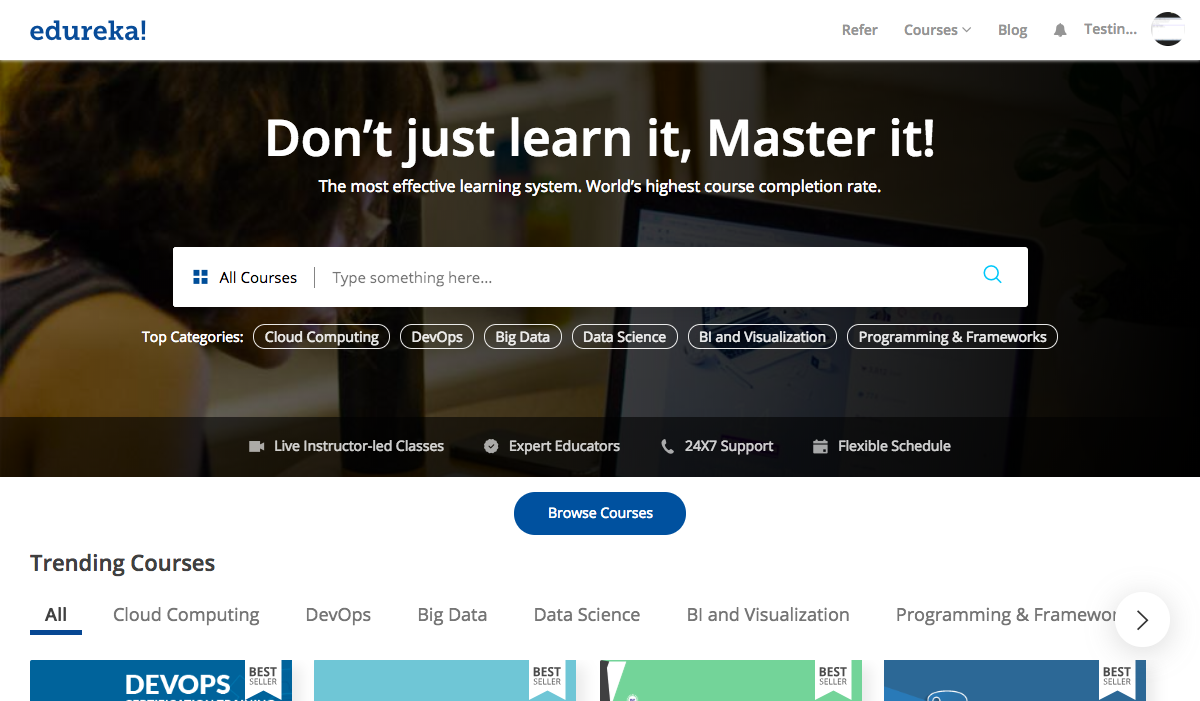 edureka!
Refer Courses Blog Testin...
Don't just learn it, Master it!
The most effective learning system. World's highest course completion rate.
All Courses Type something here...
Top Categories: Cloud Computing DevOps Big Data Data Science BI and Visualization Programming & Frameworks
Live Instructor-led Classes Expert Educators 24X7 Support Flexible Schedule
Browse Courses
Trending Courses
All Cloud Computing DevOps Big Data Data Science BI and Visualization Programming &
BEST SELLER
DEVOPS
BEST SELLER
BEST SELLER
BEST SELLER